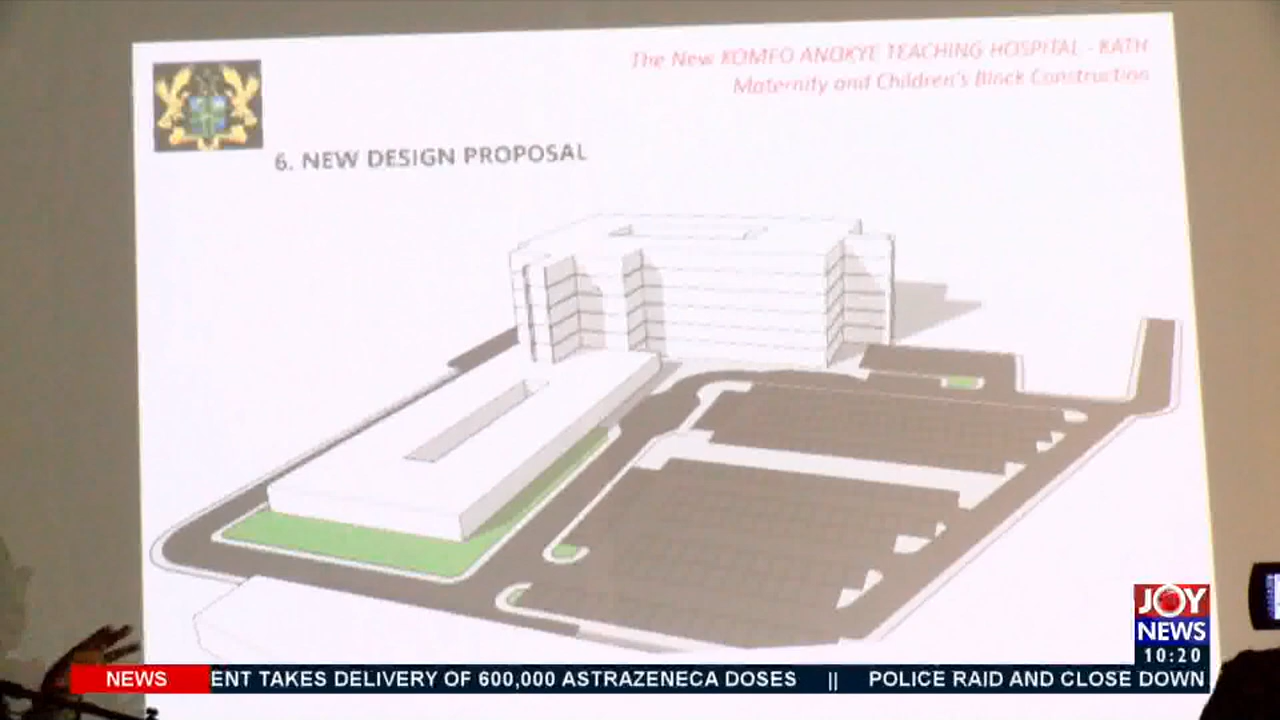 The New KOMFO ANOKYE TEACHING HOSPITAL - KATH
Maternity and Children's Block Construction
6. NEW DESIGN PROPOSAL
JOY
NEWS
10:20
NEWS
ENT TAKES DELIVERY OF 600,000 ASTRAZENECA DOSES || POLICE RAID AND CLOSE DOWN